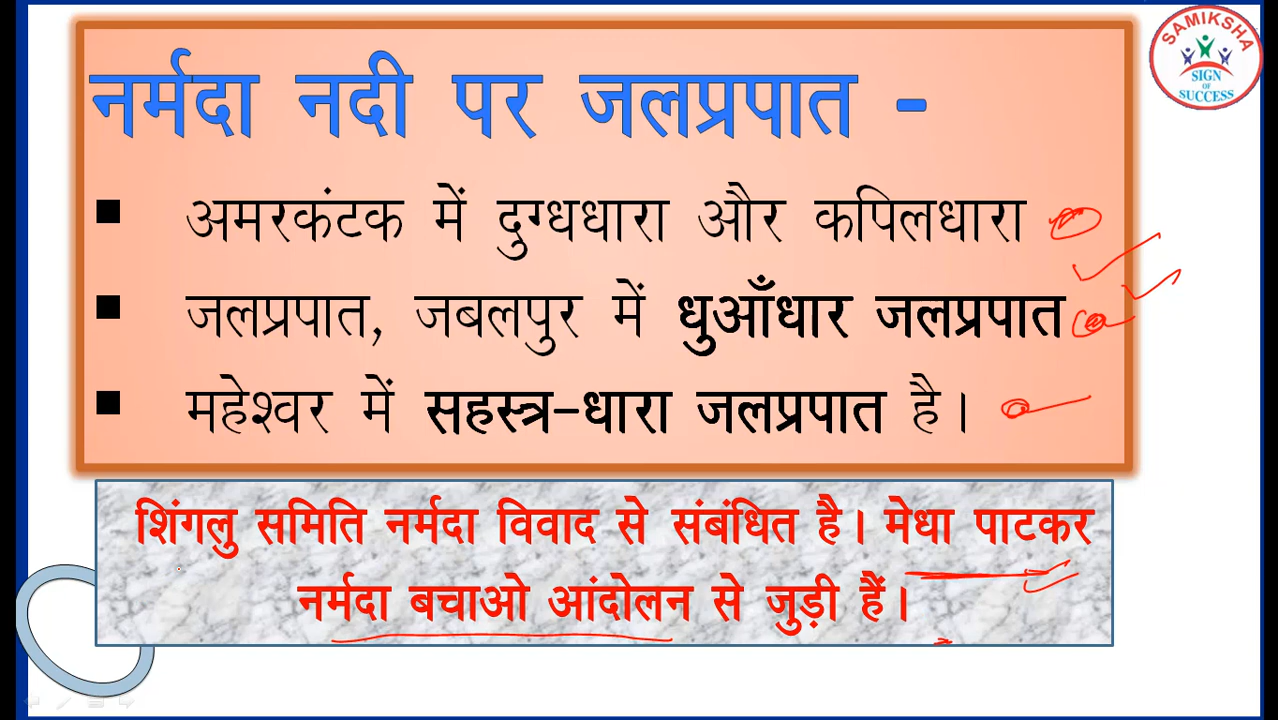 नर्मदा नदी पर जलप्रपात -
▪ अमरकंटक में दुग्धधारा और कपिलधारा
▪ जलप्रपात, जबलपुर में धुआँधार जलप्रपात
▪ महेश्वर में सहस्त्र-धारा जलप्रपात है।
शिंगलु समिति नर्मदा विवाद से संबंधित है। मेधा पाटकर
नर्मदा बचाओ आंदोलन से जुड़ी हैं।
SAMIKSHA
SIGN
OF
SUCCESS